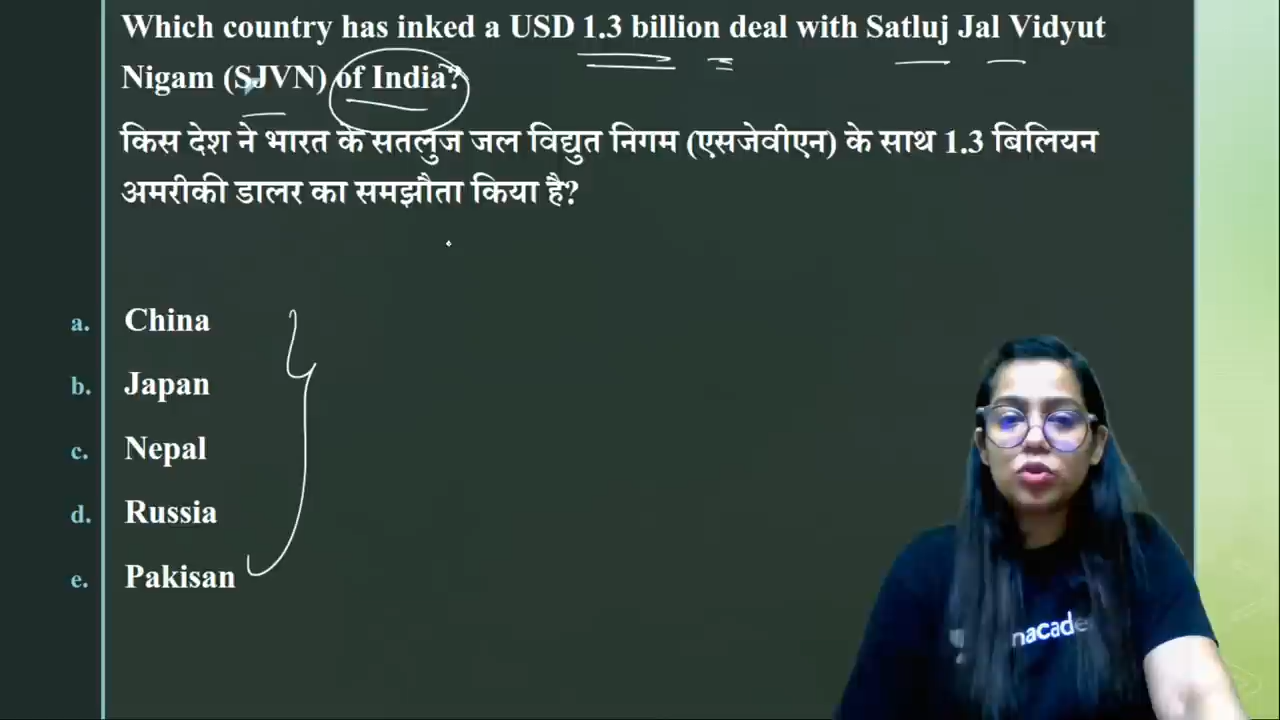 Which country has inked a USD 1.3 billion deal with Satluj Jal Vidyut
Nigam (SJVN) of India?
किस देश ने भारत के सतलुज जल विद्युत निगम (एसजेवीएन) के साथ 1.3 बिलियन
अमरीकी डालर का समझौता किया है?
a. China
b. Japan
c. Nepal
d. Russia
e. Pakisan
nacade